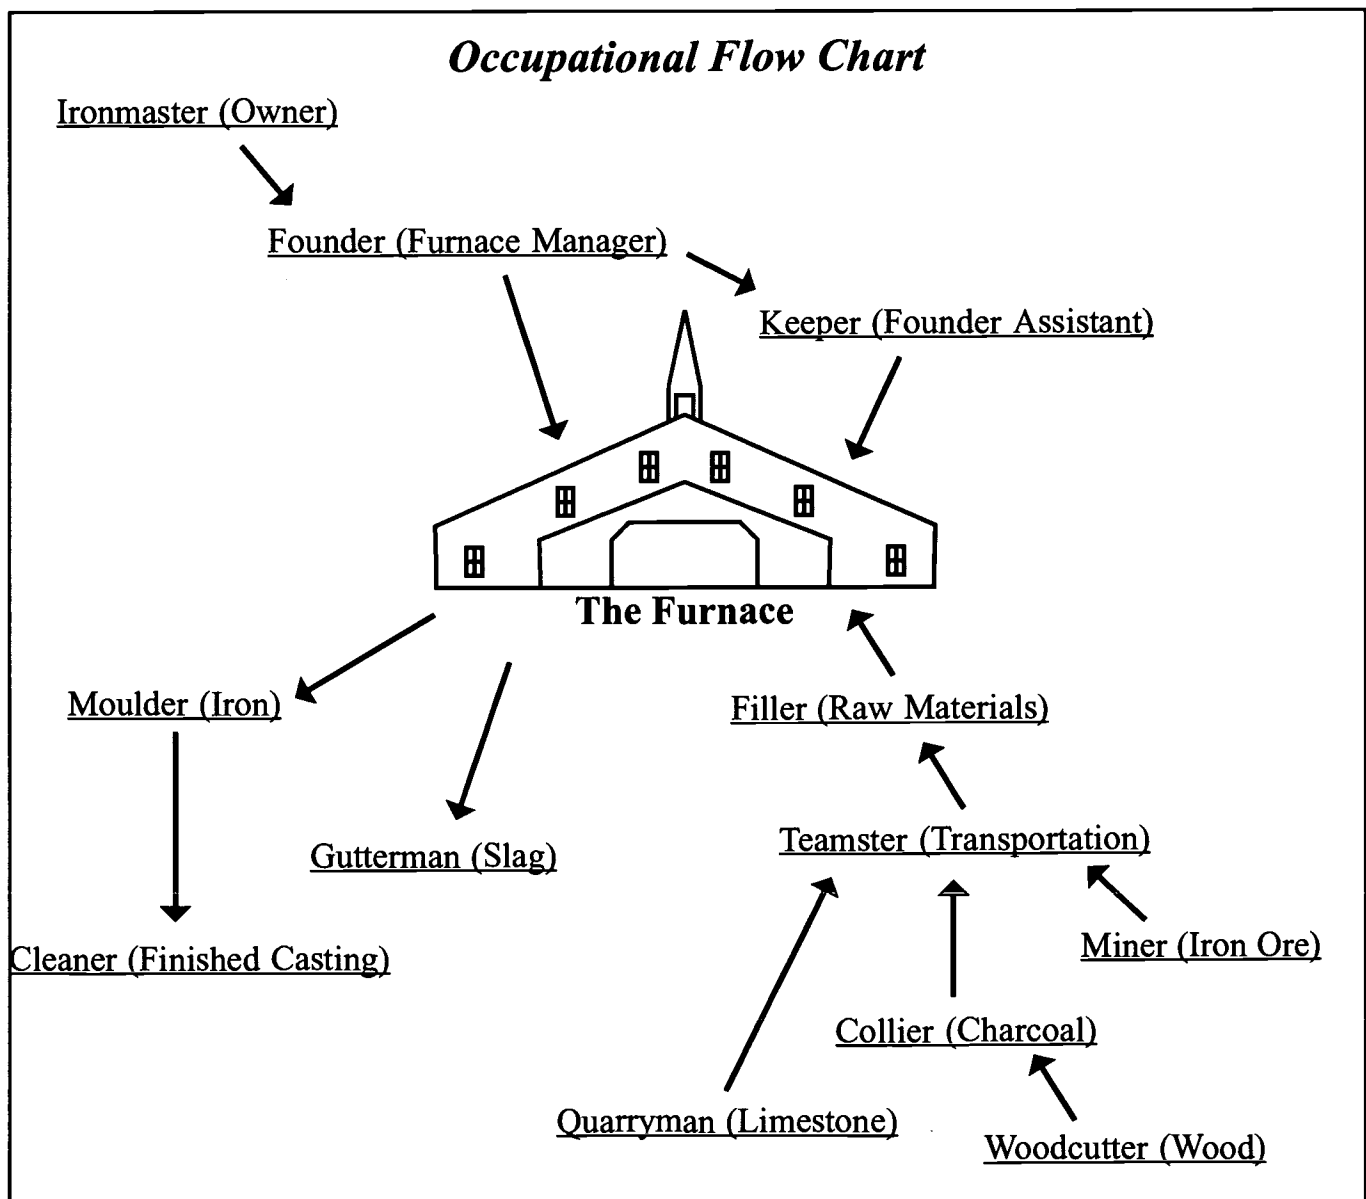 Occupational Flow Chart
Ironmaster (Owner)
Founder (Furnace Manager)
Keeper (Founder Assistant)
The Furnace
Moulder (Iron)
Filler (Raw Materials)
Teamster (Transportation)
Gutterman (Slag)
Miner (Iron Ore)
Cleaner (Finished Casting)
Collier (Charcoal)
Quarryman (Limestone)
Woodcutter (Wood)